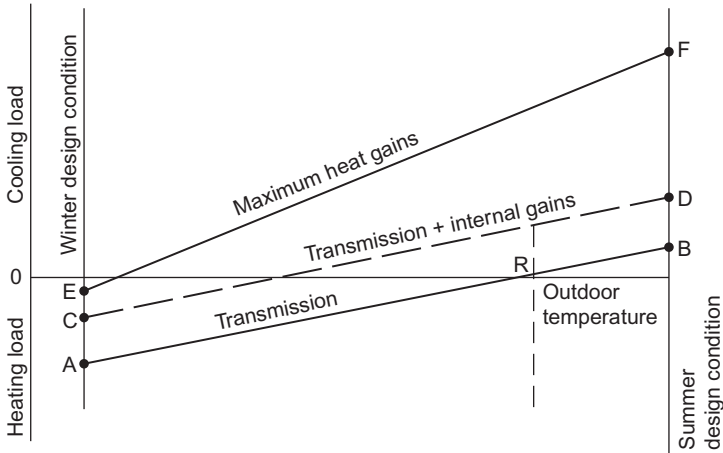 Cooling load
Heating load
Winter design condition
Maximum heat gains
Transmission + internal gains
Transmission
F
D
B
R
0
E
C
A
Outdoor
temperature
Summer
design condition